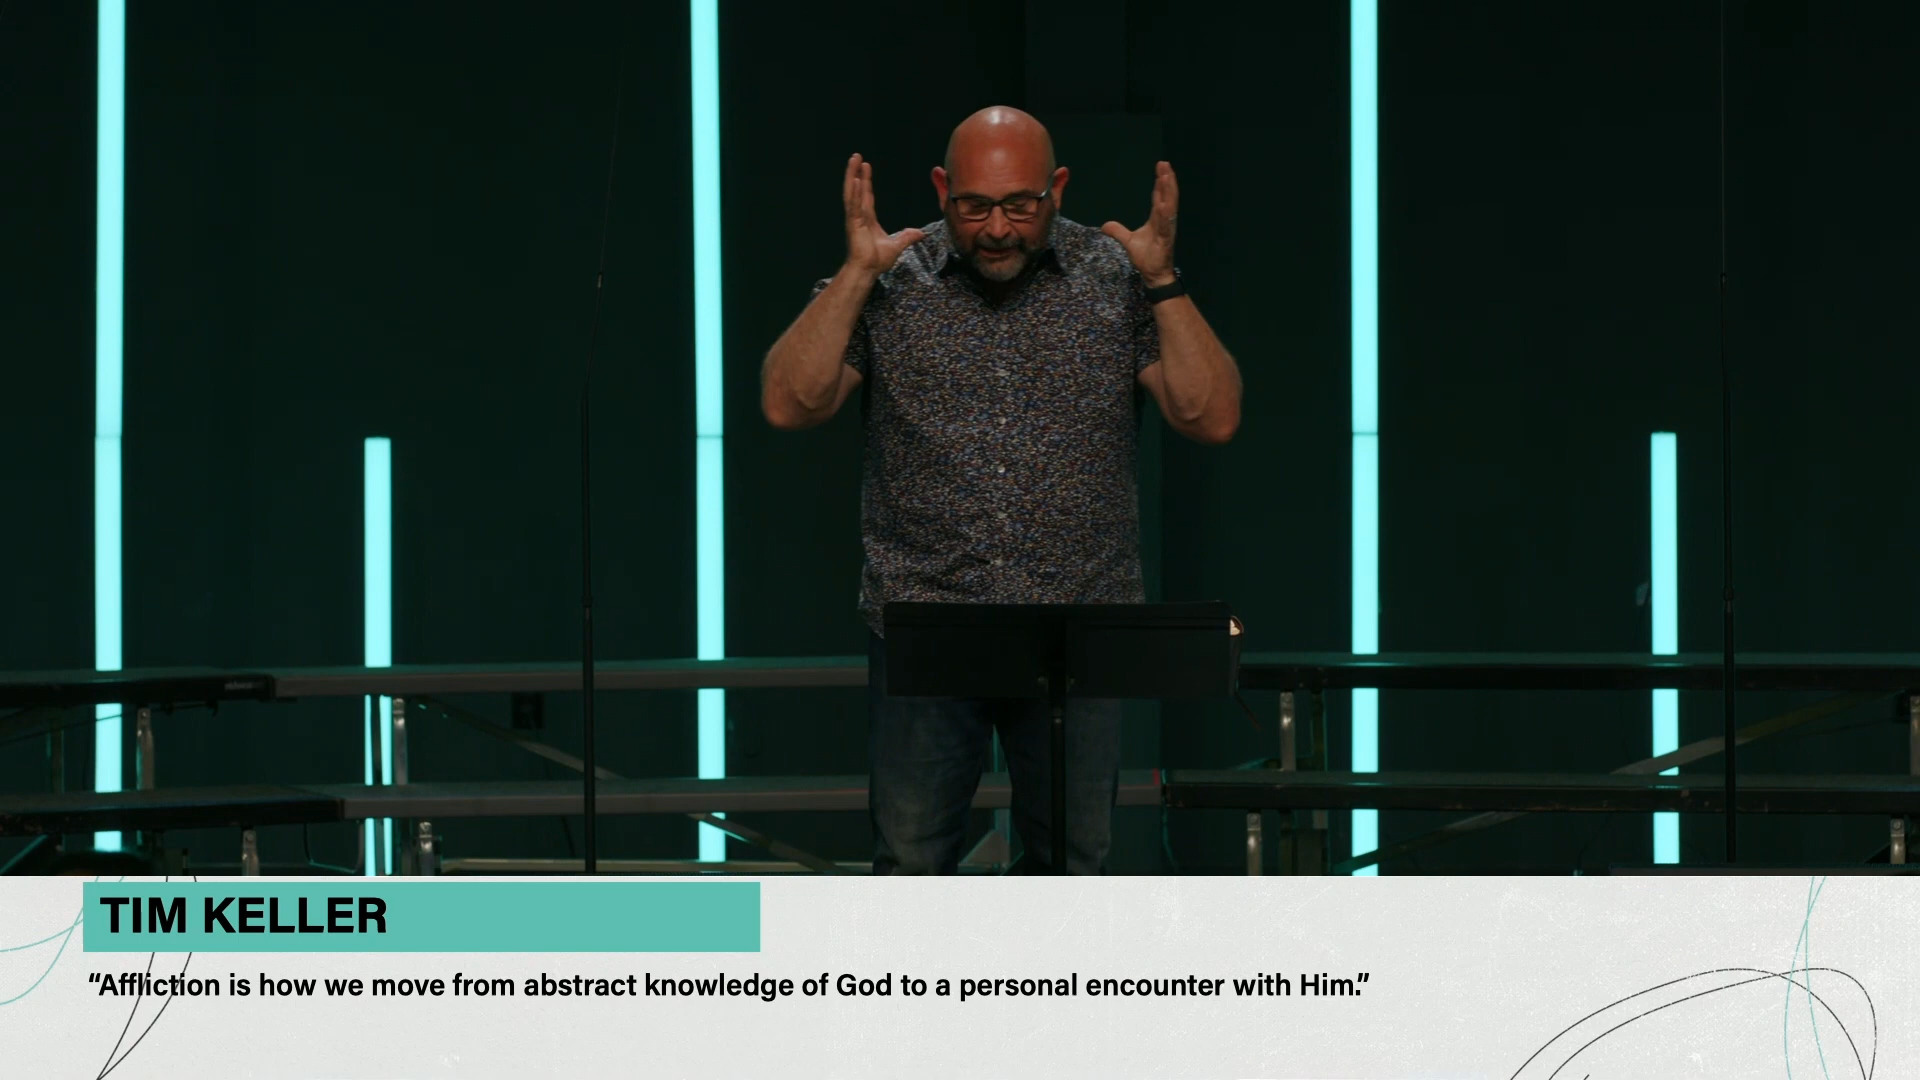 TIM KELLER
“Affliction is how we move from abstract knowledge of God to a personal encounter with Him.”